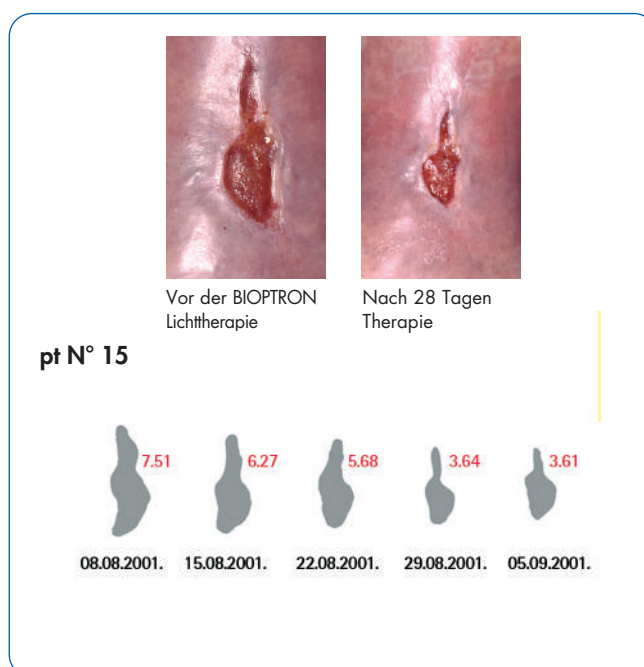 Vor der BIOPTRON
Lichttherapie
Nach 28 Tagen
Therapie
pt N° 15
7.51
6.27
5.68
3.64
3.61
08.08.2001.
15.08.2001.
22.08.2001.
29.08.2001.
05.09.2001.